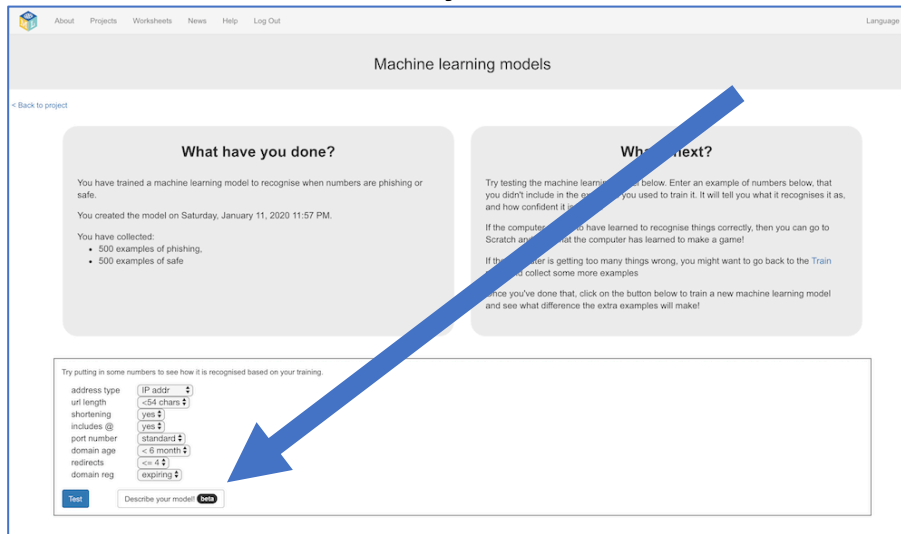 About Projects Worksheets News Help Log Out Language
Machine learning models
< Back to project
What have you done?
You have trained a machine learning model to recognise when numbers are phishing or
safe.
You created the model on Saturday, January 11, 2020 11:57 PM.
You have collected:
• 500 examples of phishing,
• 500 examples of safe
next?
Try testing the machine learning below. Enter an example of numbers below, that
you didn't include in the you used to train it. It will tell you what it recognises it as,
and how confident it
If the computer to have learned to recognise things correctly, then you can go to
Scratch and the computer has learned to make a game!
If the is getting too many things wrong, you might want to go back to the Train
collect some more examples
you've done that, click on the button below to train a new machine learning model
and see what difference the extra examples will make!
Try putting in some numbers to see how it is recognised based on your training.
address type IP addr
url length <54 chars
shortening yes
includes @ yes
port number standard
domain age < 6 month
redirects <= 4
domain reg expiring
Test Describe your model! beta